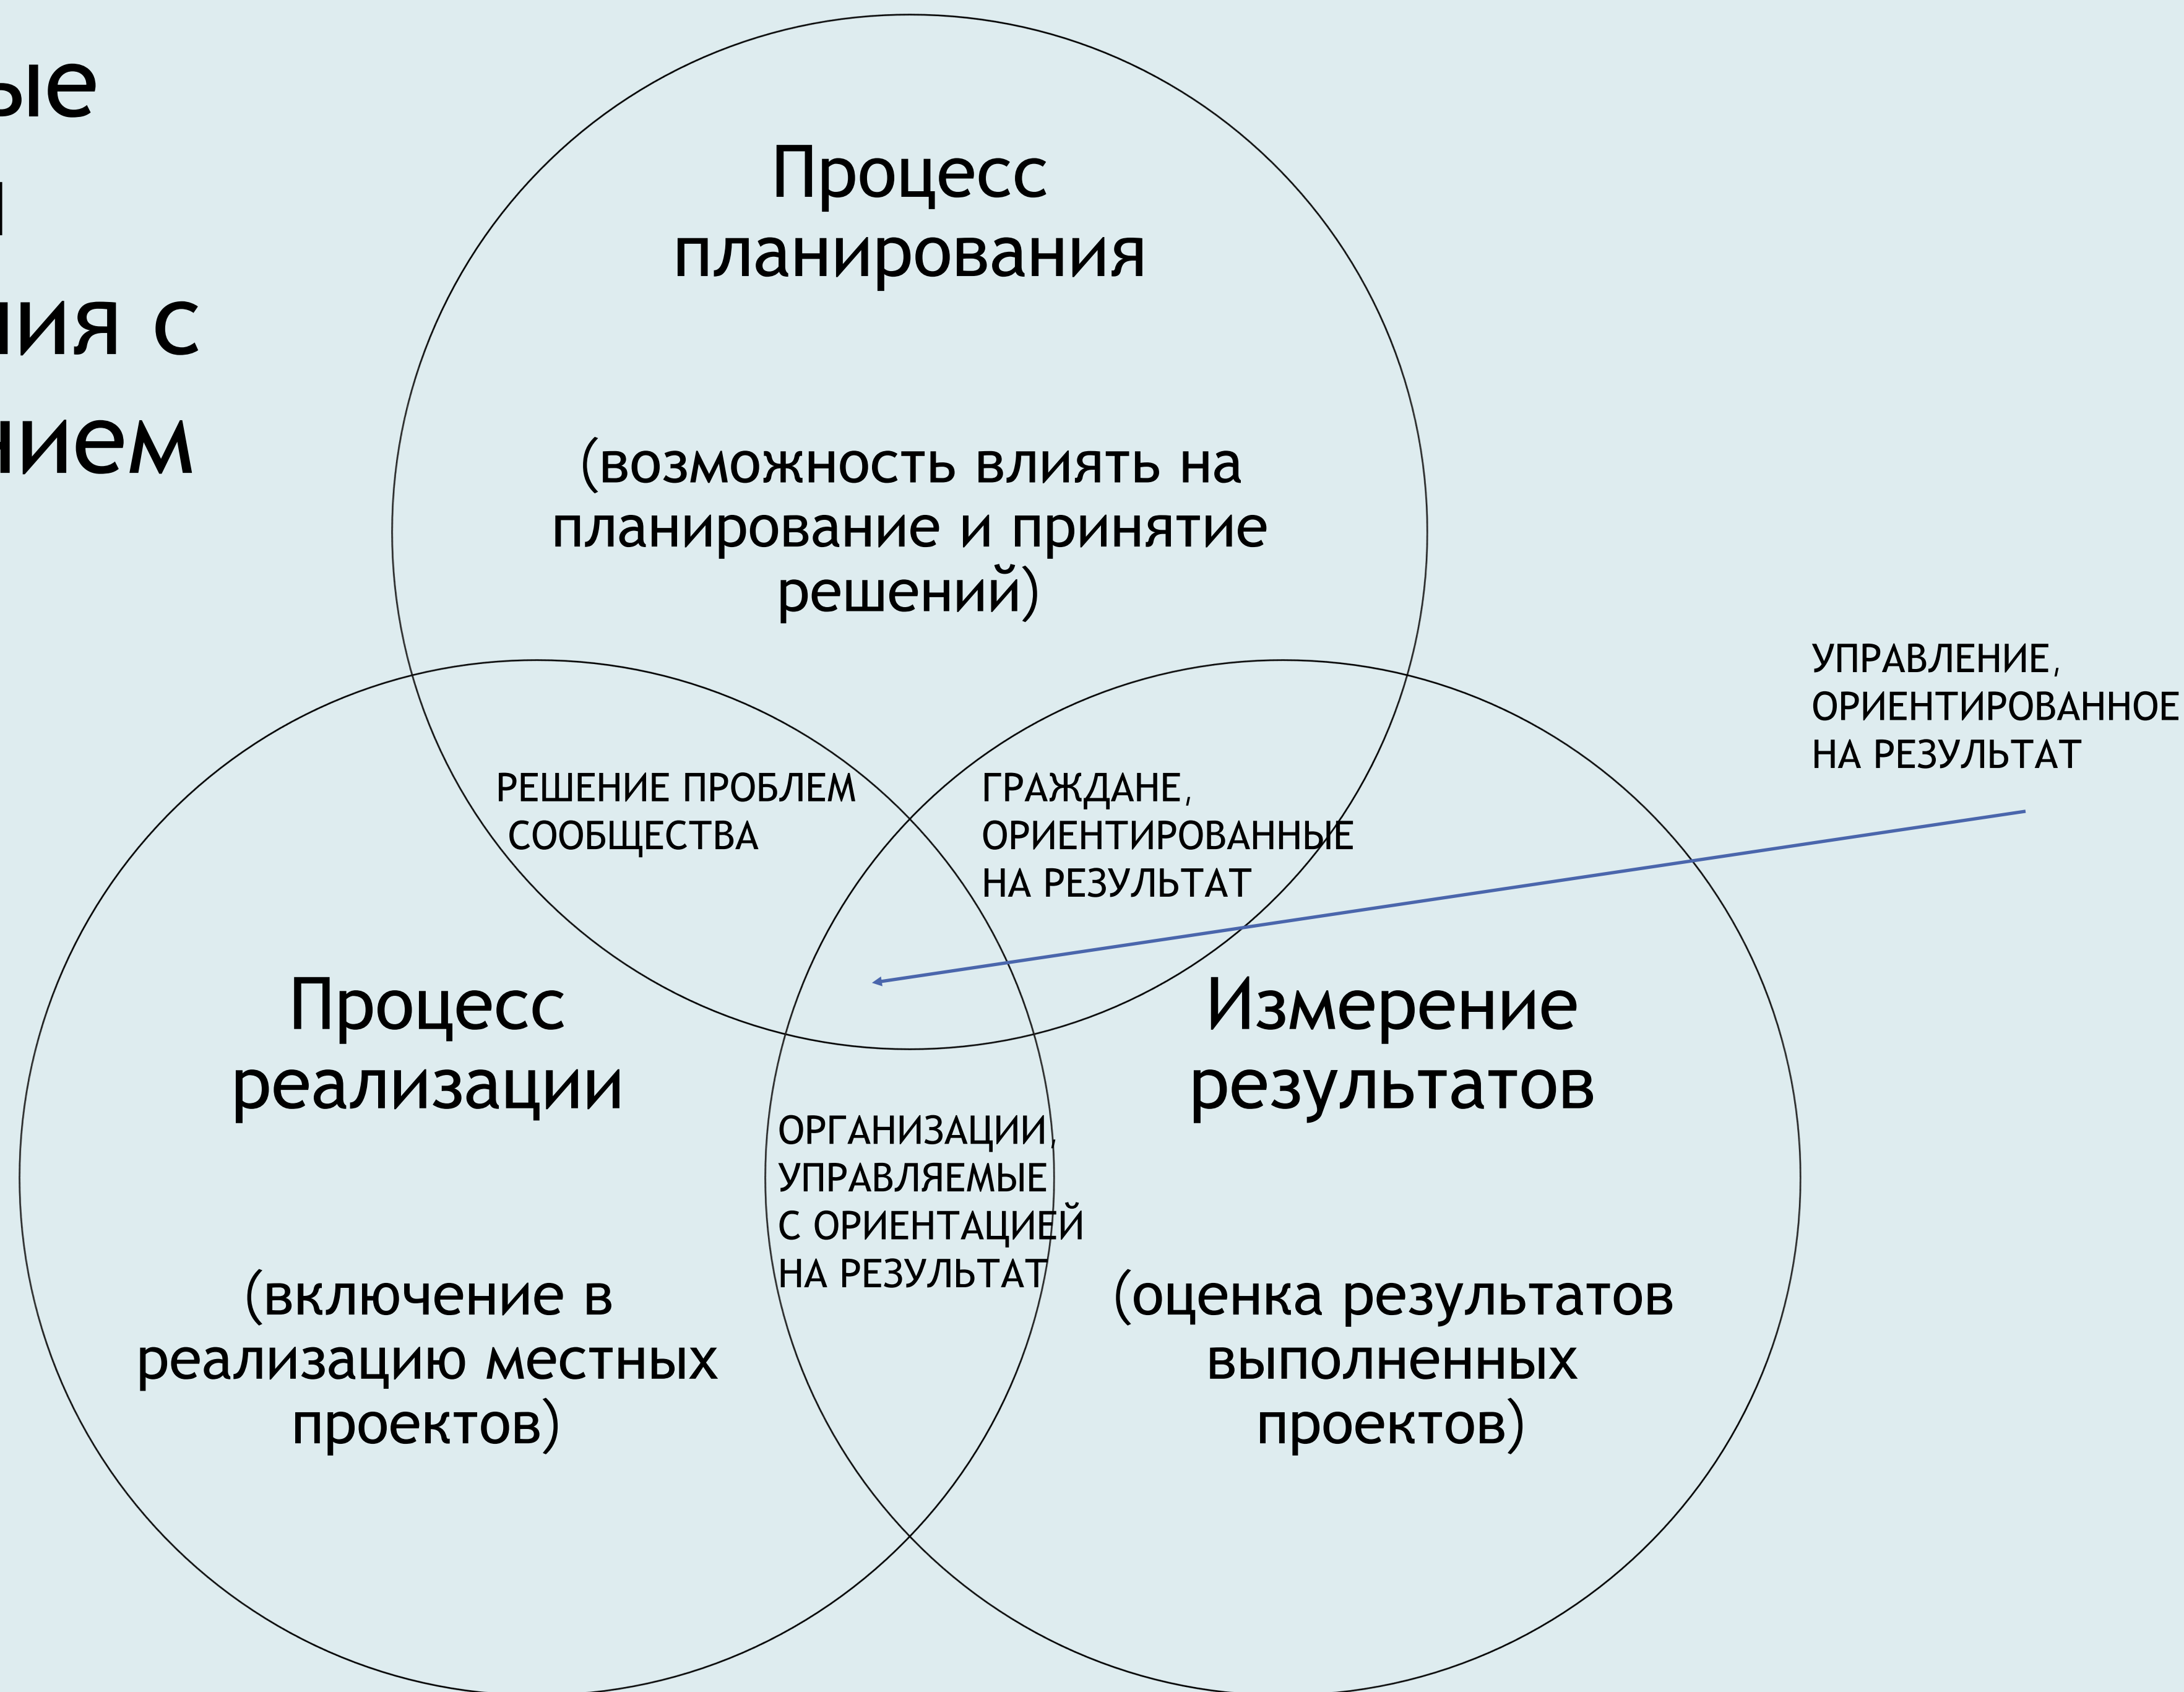 ые
ия с
нием
Процесс
планирования
(возможность влиять на
планирование и принятие
решений)
УПРАВЛЕНИЕ,
ОРИЕНТИРОВАННОЕ
НА РЕЗУЛЬТАТ
РЕШЕНИЕ ПРОБЛЕМ
СООБЩЕСТВА
ГРАЖДАНЕ,
ОРИЕНТИРОВАННЫЕ
НА РЕЗУЛЬТАТ
Процесс
реализации
(включение в
реализацию местных
проектов)
ОРГАНИЗАЦИИ,
УПРАВЛЯЕМЫЕ
С ОРИЕНТАЦИЕЙ
НА РЕЗУЛЬТАТ
Измерение
результатов
(оценка результатов
выполненных
проектов)